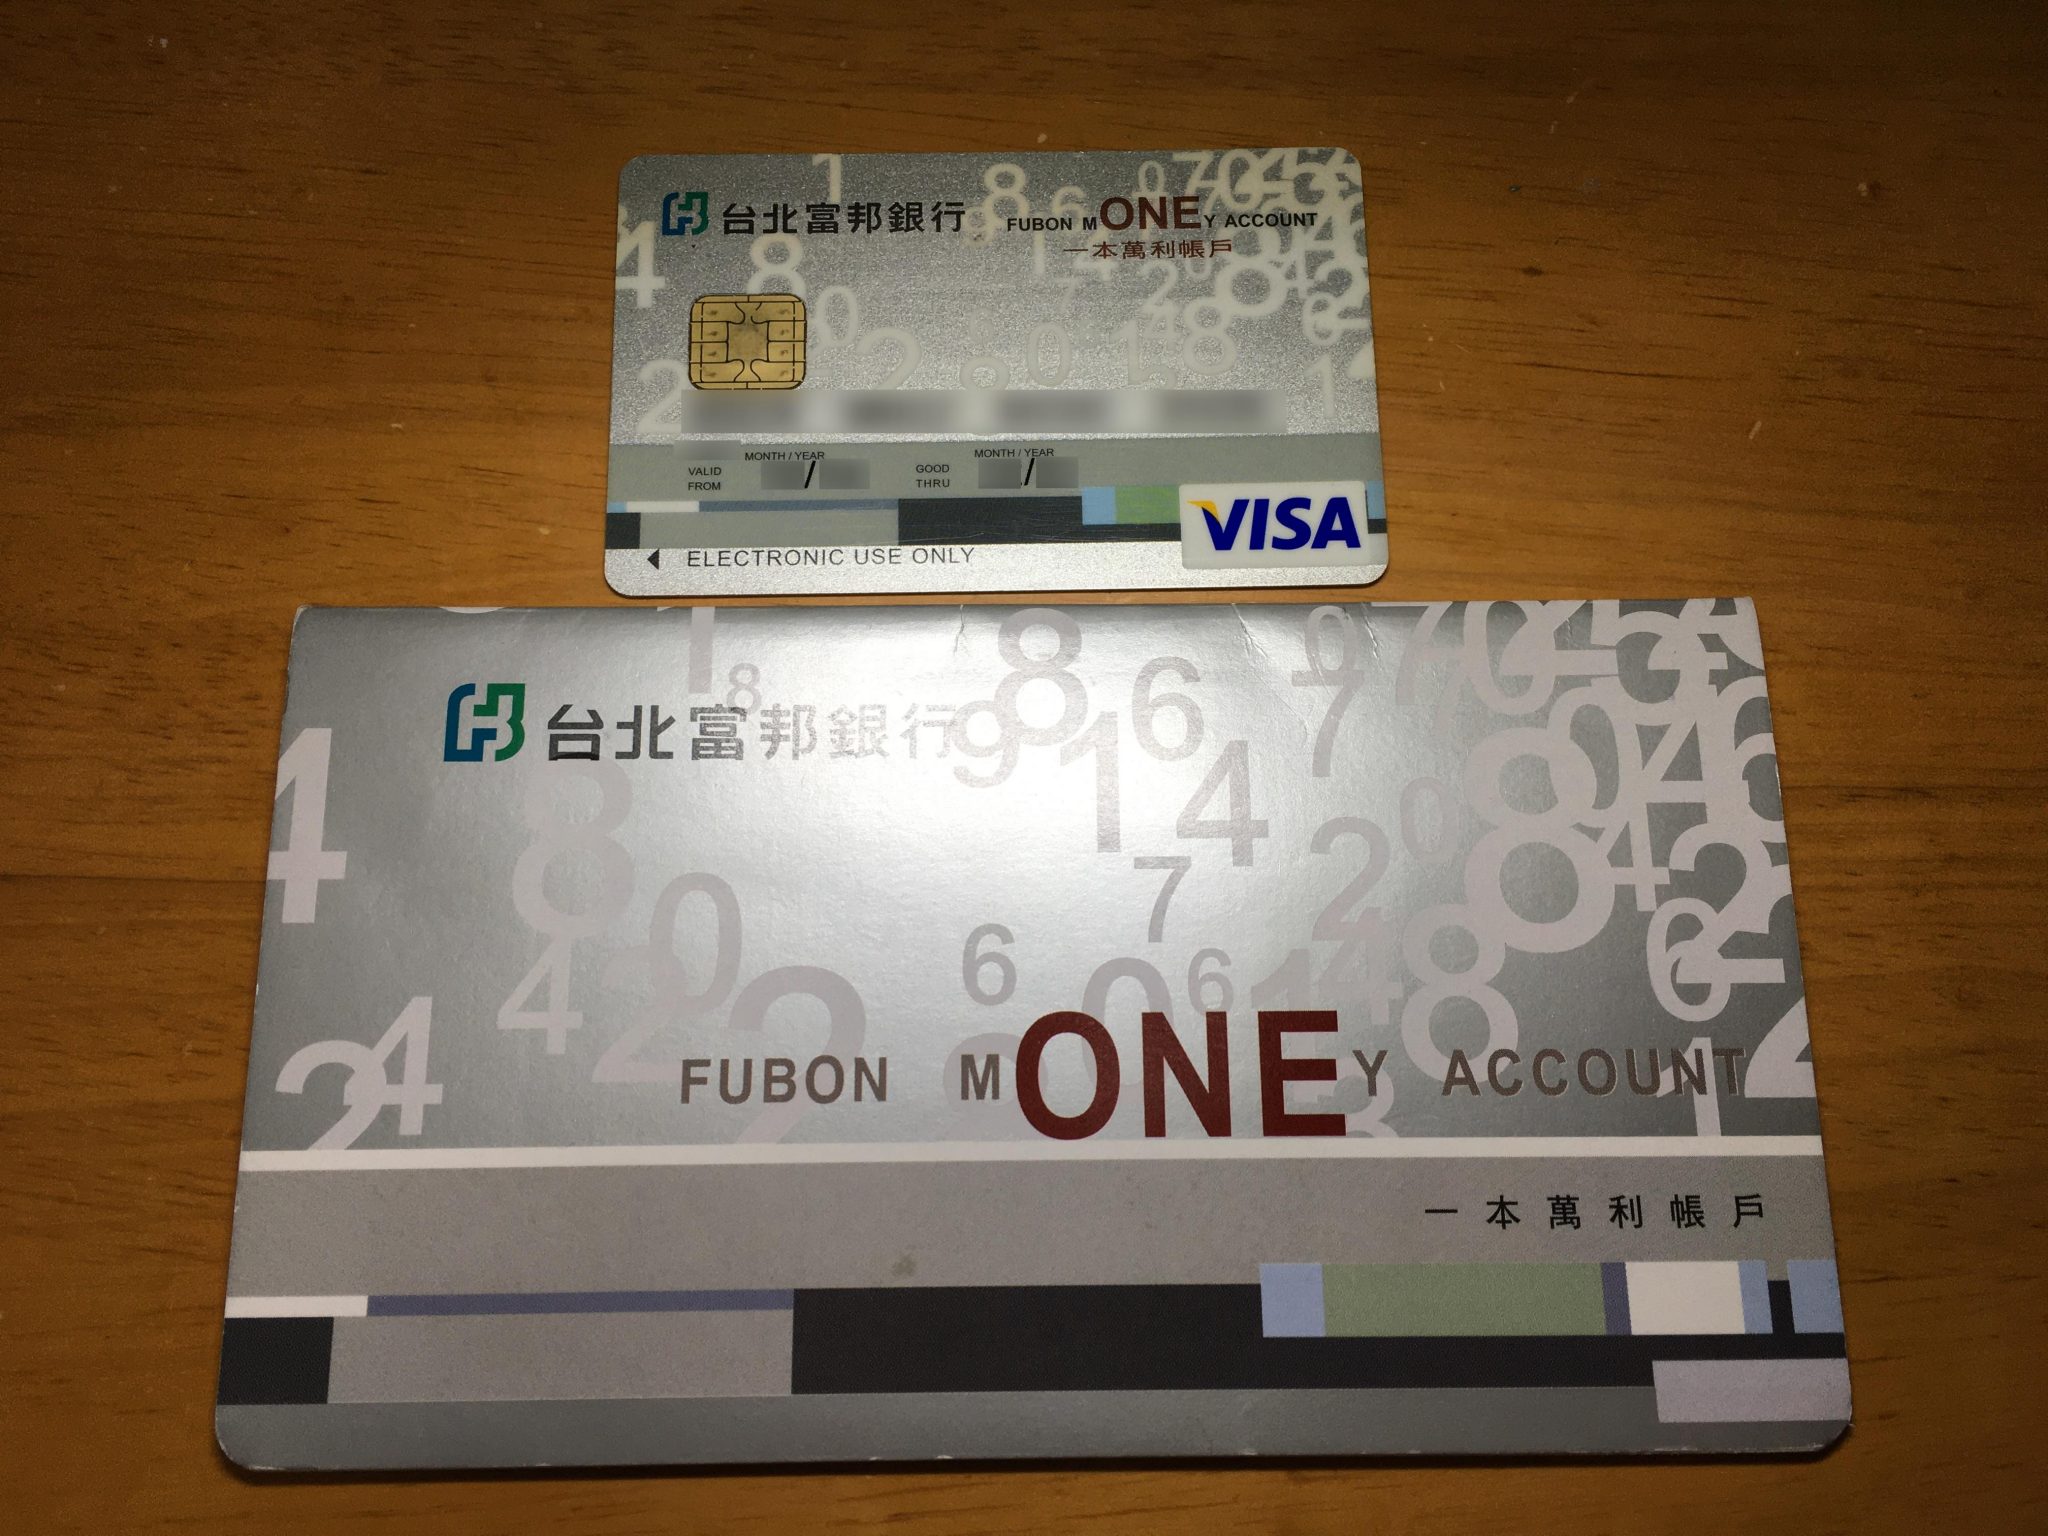 台北富邦銀行
FUBON MONEY ACCOUNT
一本萬利帳戶
MONTH / YEAR
MONTH / YEAR
VALID FROM
/
GOOD THRU
/
VISA
ELECTRONIC USE ONLY
台北富邦銀行
FUBON MONEY ACCOUNT
一本萬利帳戶